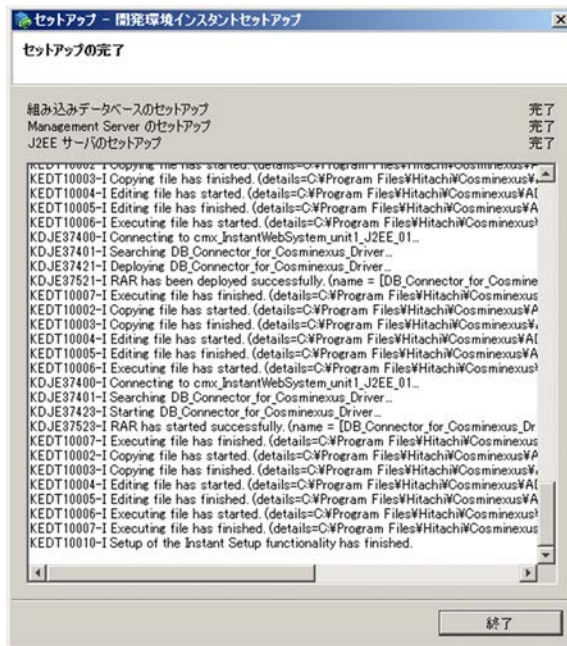 セットアップ - 開発環境インスタントセットアップ
セットアップの完了
組み込みデータベースのセットアップ 完了
Management Server のセットアップ 完了
J2EE サーバのセットアップ 完了
KEDT10002-I Copying file has started. (details=C:¥Program Files¥Hitachi¥Cosminexus¥
KEDT10003-I Copying file has finished. (details=C:¥Program Files¥Hitachi¥Cosminexus¥
KEDT10004-I Editing file has started. (details=C:¥Program Files¥Hitachi¥Cosminexus¥AD
KEDT10005-I Editing file has finished. (details=C:¥Program Files¥Hitachi¥Cosminexus¥A
KEDT10006-I Executing file has started. (details=C:¥Program Files¥Hitachi¥Cosminexus¥
KDJE37400-I Connecting to cmx_InstantWebSystem_unit1_J2EE_01...
KDJE37401-I Searching DB_Connector_for_Cosminexus_Driver...
KDJE37421-I Deploying DB_Connector_for_Cosminexus_Driver...
KDJE37521-I RAR has been deployed successfully. (name = [DB_Connector_for_Cosmine
KEDT10007-I Executing file has finished. (details=C:¥Program Files¥Hitachi¥Cosminexus
KEDT10002-I Copying file has started. (details=C:¥Program Files¥Hitachi¥Cosminexus¥A
KEDT10003-I Copying file has finished. (details=C:¥Program Files¥Hitachi¥Cosminexus¥
KEDT10004-I Editing file has started. (details=C:¥Program Files¥Hitachi¥Cosminexus¥AD
KEDT10005-I Editing file has finished. (details=C:¥Program Files¥Hitachi¥Cosminexus¥A
KEDT10006-I Executing file has started. (details=C:¥Program Files¥Hitachi¥Cosminexus¥
KDJE37400-I Connecting to cmx_InstantWebSystem_unit1_J2EE_01...
KDJE37401-I Searching DB_Connector_for_Cosminexus_Driver...
KDJE37423-I Starting DB_Connector_for_Cosminexus_Driver...
KDJE37523-I RAR has started successfully. (name = [DB_Connector_for_Cosminexus_Dr
KEDT10007-I Executing file has finished. (details=C:¥Program Files¥Hitachi¥Cosminexus
KEDT10002-I Copying file has started. (details=C:¥Program Files¥Hitachi¥Cosminexus¥A
KEDT10003-I Copying file has finished. (details=C:¥Program Files¥Hitachi¥Cosminexus¥
KEDT10004-I Editing file has started. (details=C:¥Program Files¥Hitachi¥Cosminexus¥AD
KEDT10005-I Editing file has finished. (details=C:¥Program Files¥Hitachi¥Cosminexus¥A
KEDT10006-I Executing file has started. (details=C:¥Program Files¥Hitachi¥Cosminexus¥
KEDT10007-I Executing file has finished. (details=C:¥Program Files¥Hitachi¥Cosminexus
KEDT10010-I Setup of the Instant Setup functionality has finished.
終了